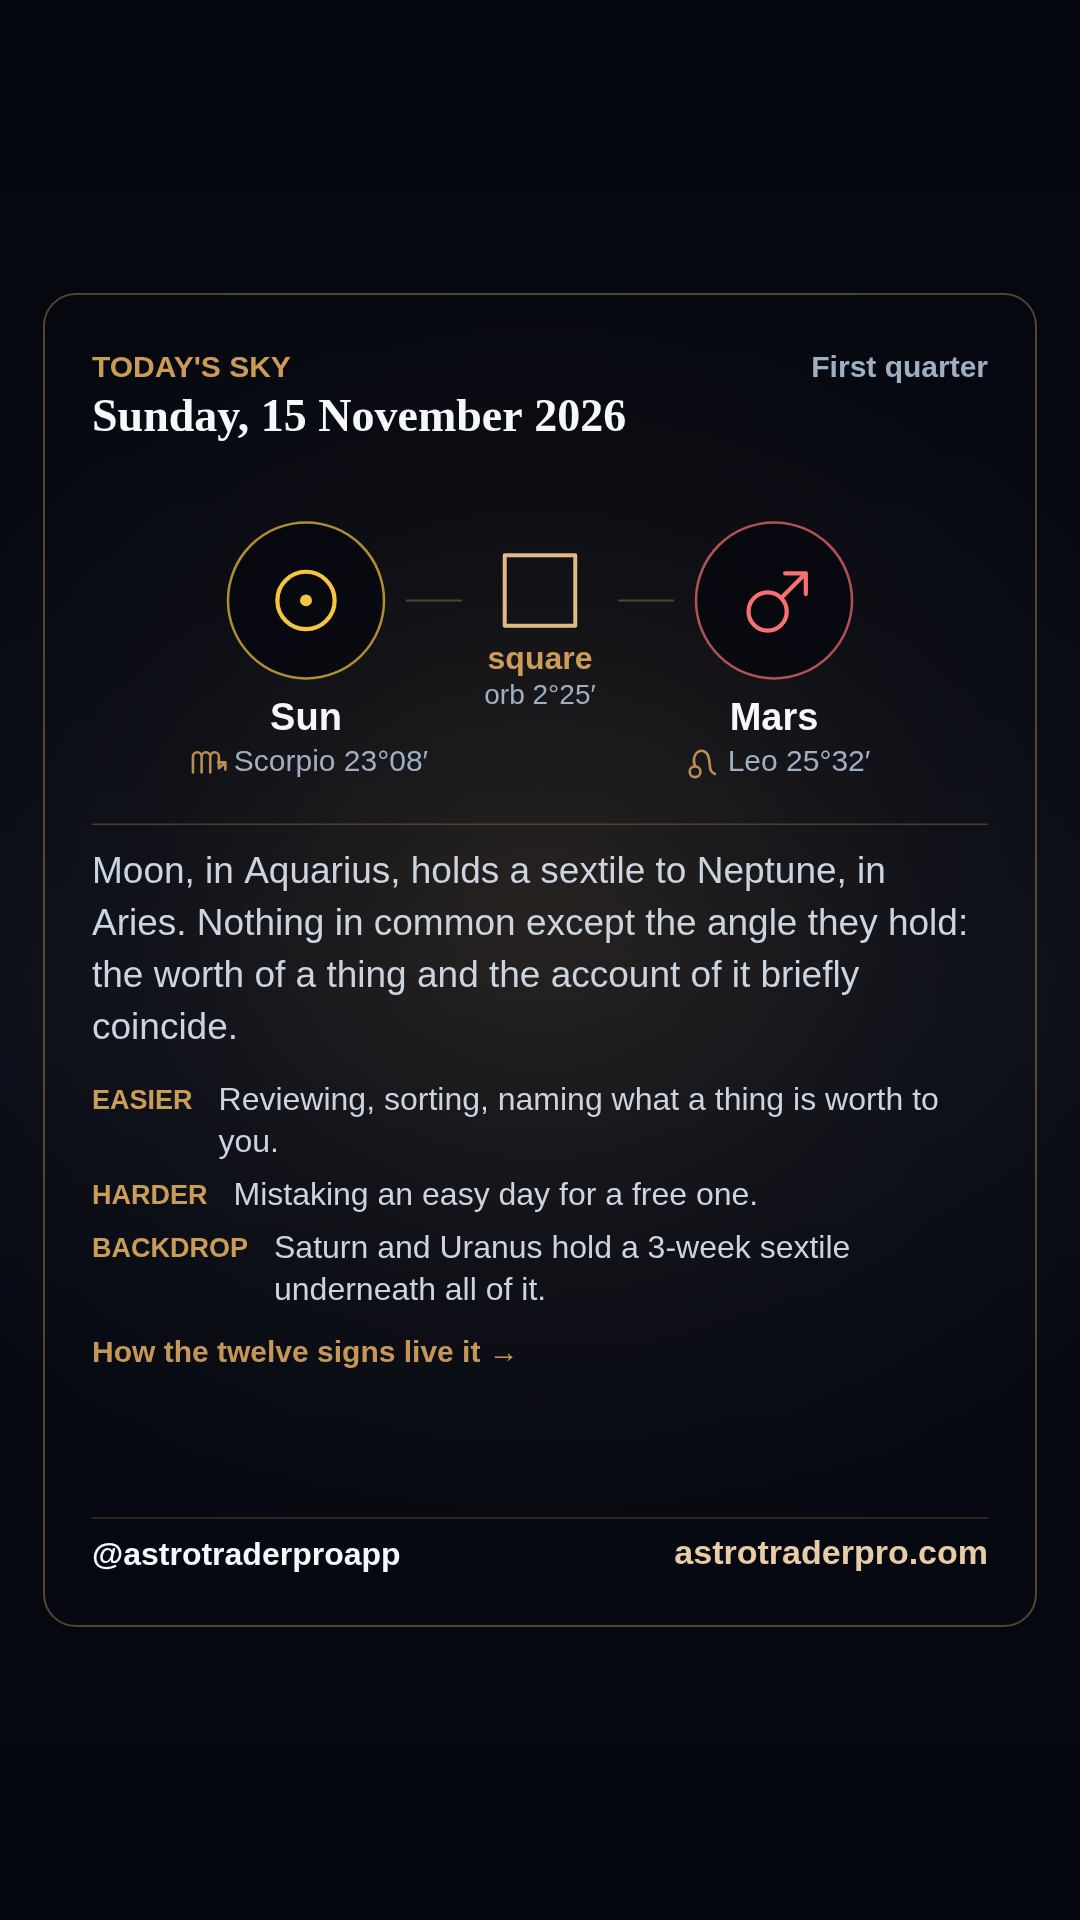 TODAY'S SKY
First quarter
Sunday, 15 November 2026
square
orb 2°25′
Sun
Mars
Scorpio 23°08′
Leo 25°32′
Moon, in Aquarius, holds a sextile to Neptune, in
Aries. Nothing in common except the angle they hold:
the worth of a thing and the account of it briefly
coincide.
EASIER Reviewing, sorting, naming what a thing is worth to
you.
HARDER Mistaking an easy day for a free one.
BACKDROP Saturn and Uranus hold a 3-week sextile
underneath all of it.
How the twelve signs live it →
@astrotraderproapp
astrotraderpro.com